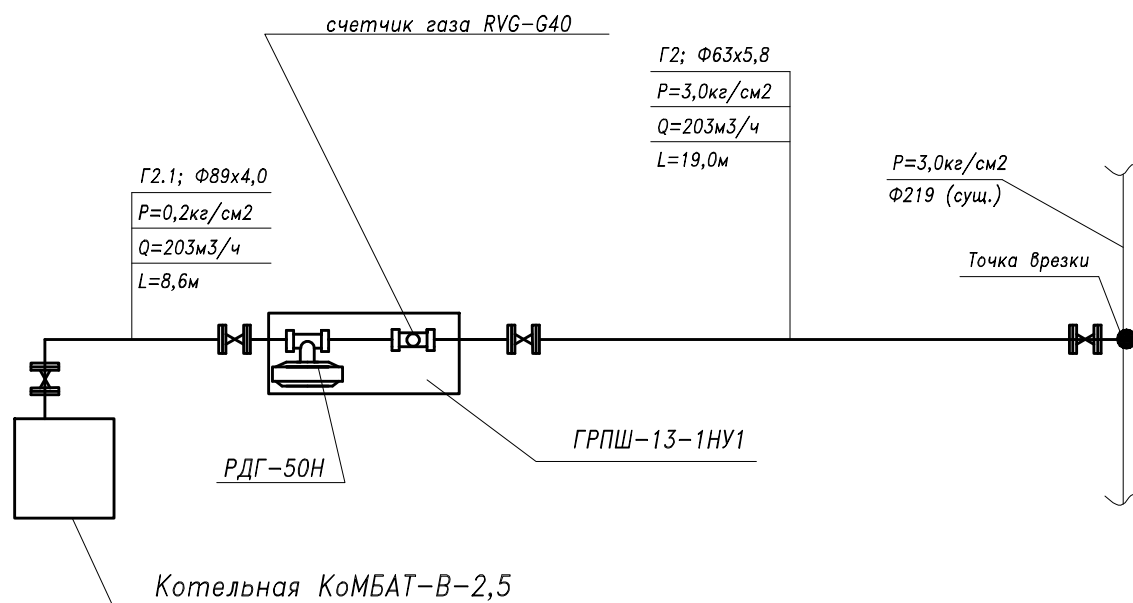 счетчик газа RVG-G40
Г2; Ф63х5,8
Р=3,0кг/см2
Q=203м3/ч
L=19,0м
Р=3,0кг/см2
Ф219 (сущ.)
Точка врезки
Г2.1; Ф89х4,0
Р=0,2кг/см2
Q=203м3/ч
L=8,6м
ГРПШ-13-1НУ1
РДГ-50Н
Котельная КоМБАТ-В-2,5